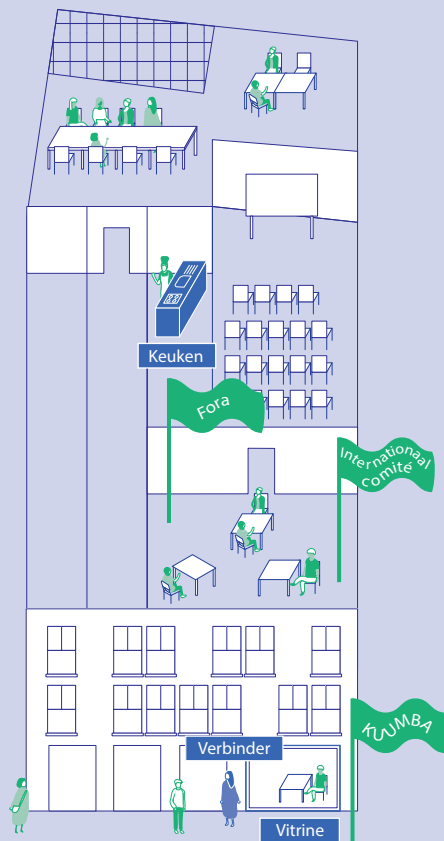 Keuken
Fora
Internationaal
comité
KUUMBA
Verbinder
Vitrine